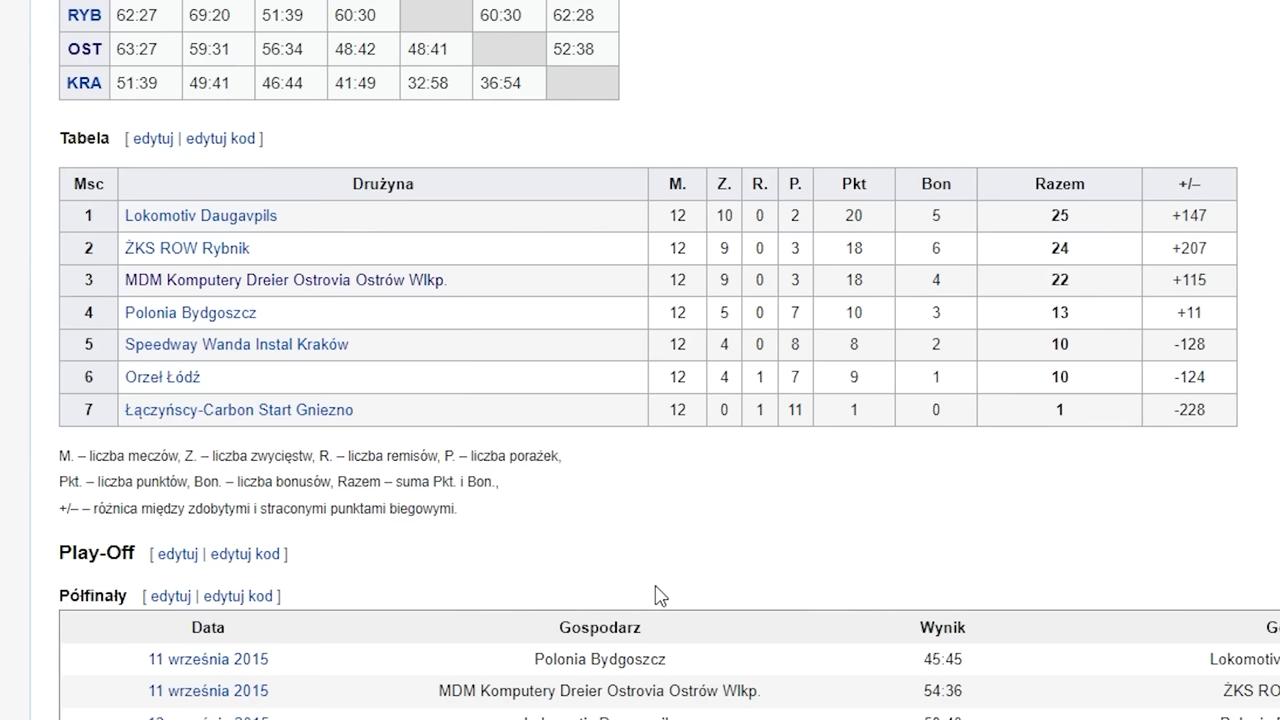 RYB 62:27 69:20 51:39 60:30 60:30 62:28
OST 63:27 59:31 56:34 48:42 48:41 52:38
KRA 51:39 49:41 46:44 41:49 32:58 36:54
Tabela [ edytuj | edytuj kod ]
Msc Drużyna M. Z. R. P. Pkt Bon Razem +/–
1 Lokomotiv Daugavpils 12 10 0 2 20 5 25 +147
2 ŻKS ROW Rybnik 12 9 0 3 18 6 24 +207
3 MDM Komputery Dreier Ostrovia Ostrów Wlkp. 12 9 0 3 18 4 22 +115
4 Polonia Bydgoszcz 12 5 0 7 10 3 13 +11
5 Speedway Wanda Instal Kraków 12 4 0 8 8 2 10 -128
6 Orzeł Łódź 12 4 1 7 9 1 10 -124
7 Łączyńscy-Carbon Start Gniezno 12 0 1 11 1 0 1 -228
M. – liczba meczów, Z. – liczba zwycięstw, R. – liczba remisów, P. – liczba porażek,
Pkt. – liczba punktów, Bon. – liczba bonusów, Razem – suma Pkt. i Bon.,
+/– – różnica między zdobytymi i straconymi punktami biegowymi.
Play-Off [ edytuj | edytuj kod ]
Półfinały [ edytuj | edytuj kod ]
Data Gospodarz Wynik G
11 września 2015 Polonia Bydgoszcz 45:45 Lokomotiv
11 września 2015 MDM Komputery Dreier Ostrovia Ostrów Wlkp. 54:36 ŻKS RO